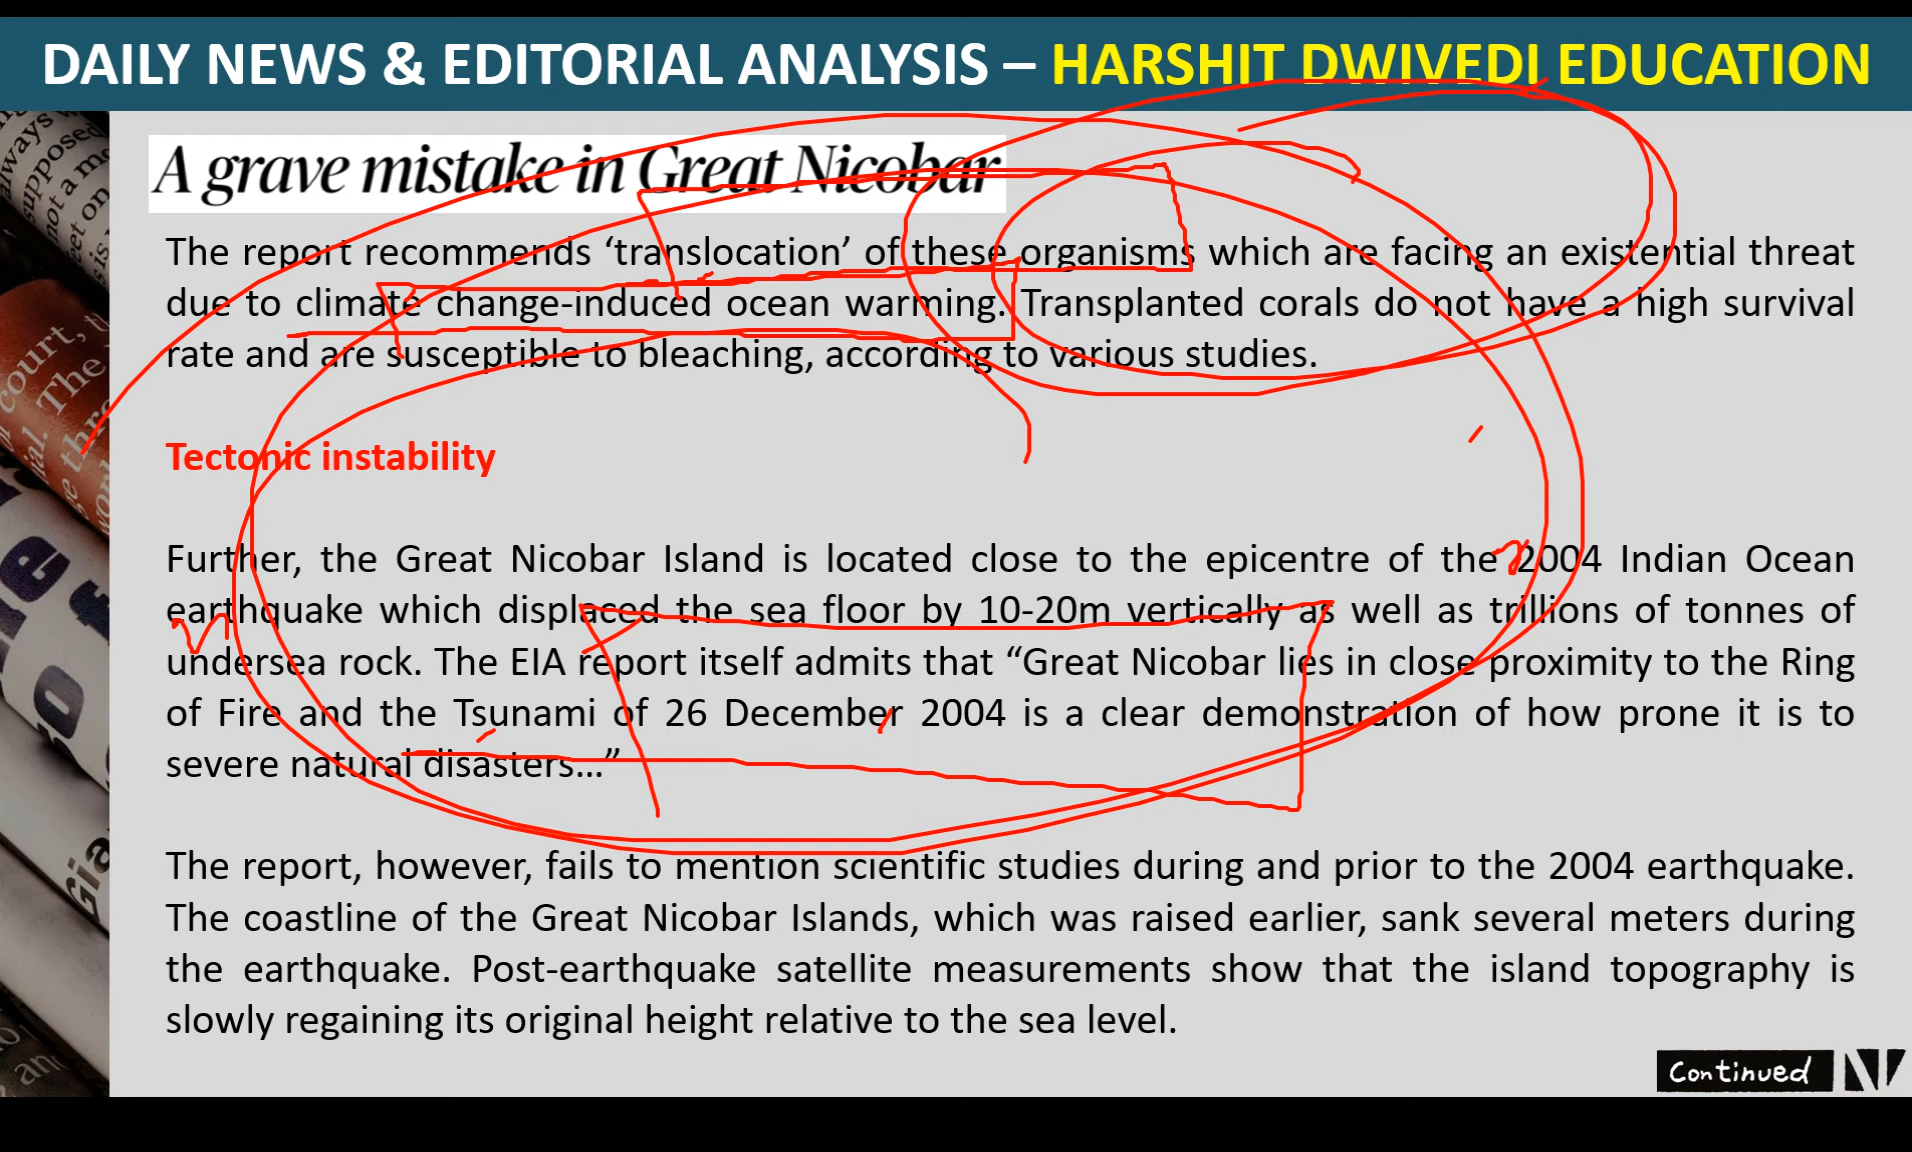 DAILY NEWS & EDITORIAL ANALYSIS – HARSHIT DWIVEDI EDUCATION
A grave mistake in Great Nicobar
The report recommends ‘translocation’ of these organisms which are facing an existential threat
due to climate change-induced ocean warming. Transplanted corals do not have a high survival
rate and are susceptible to bleaching, according to various studies.
Tectonic instability
Further, the Great Nicobar Island is located close to the epicentre of the 2004 Indian Ocean
earthquake which displaced the sea floor by 10-20m vertically as well as trillions of tonnes of
undersea rock. The EIA report itself admits that “Great Nicobar lies in close proximity to the Ring
of Fire and the Tsunami of 26 December 2004 is a clear demonstration of how prone it is to
severe natural disasters...”
The report, however, fails to mention scientific studies during and prior to the 2004 earthquake.
The coastline of the Great Nicobar Islands, which was raised earlier, sank several meters during
the earthquake. Post-earthquake satellite measurements show that the island topography is
slowly regaining its original height relative to the sea level.
Continued